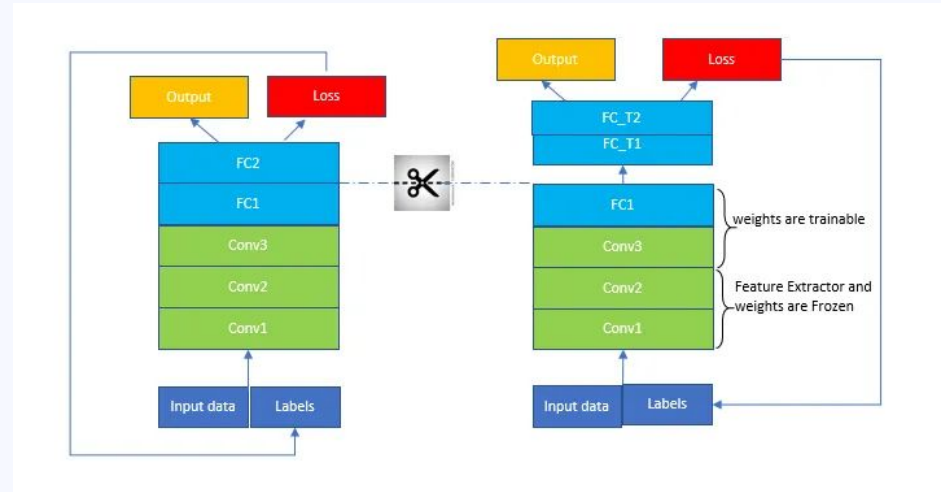 Output
Loss
FC2
FC1
Conv3
Conv2
Conv1
Input data
Labels
Output
Loss
FC_T2
FC_T1
FC1
Conv3
Conv2
Conv1
weights are trainable
Feature Extractor and
weights are Frozen
Input data
Labels